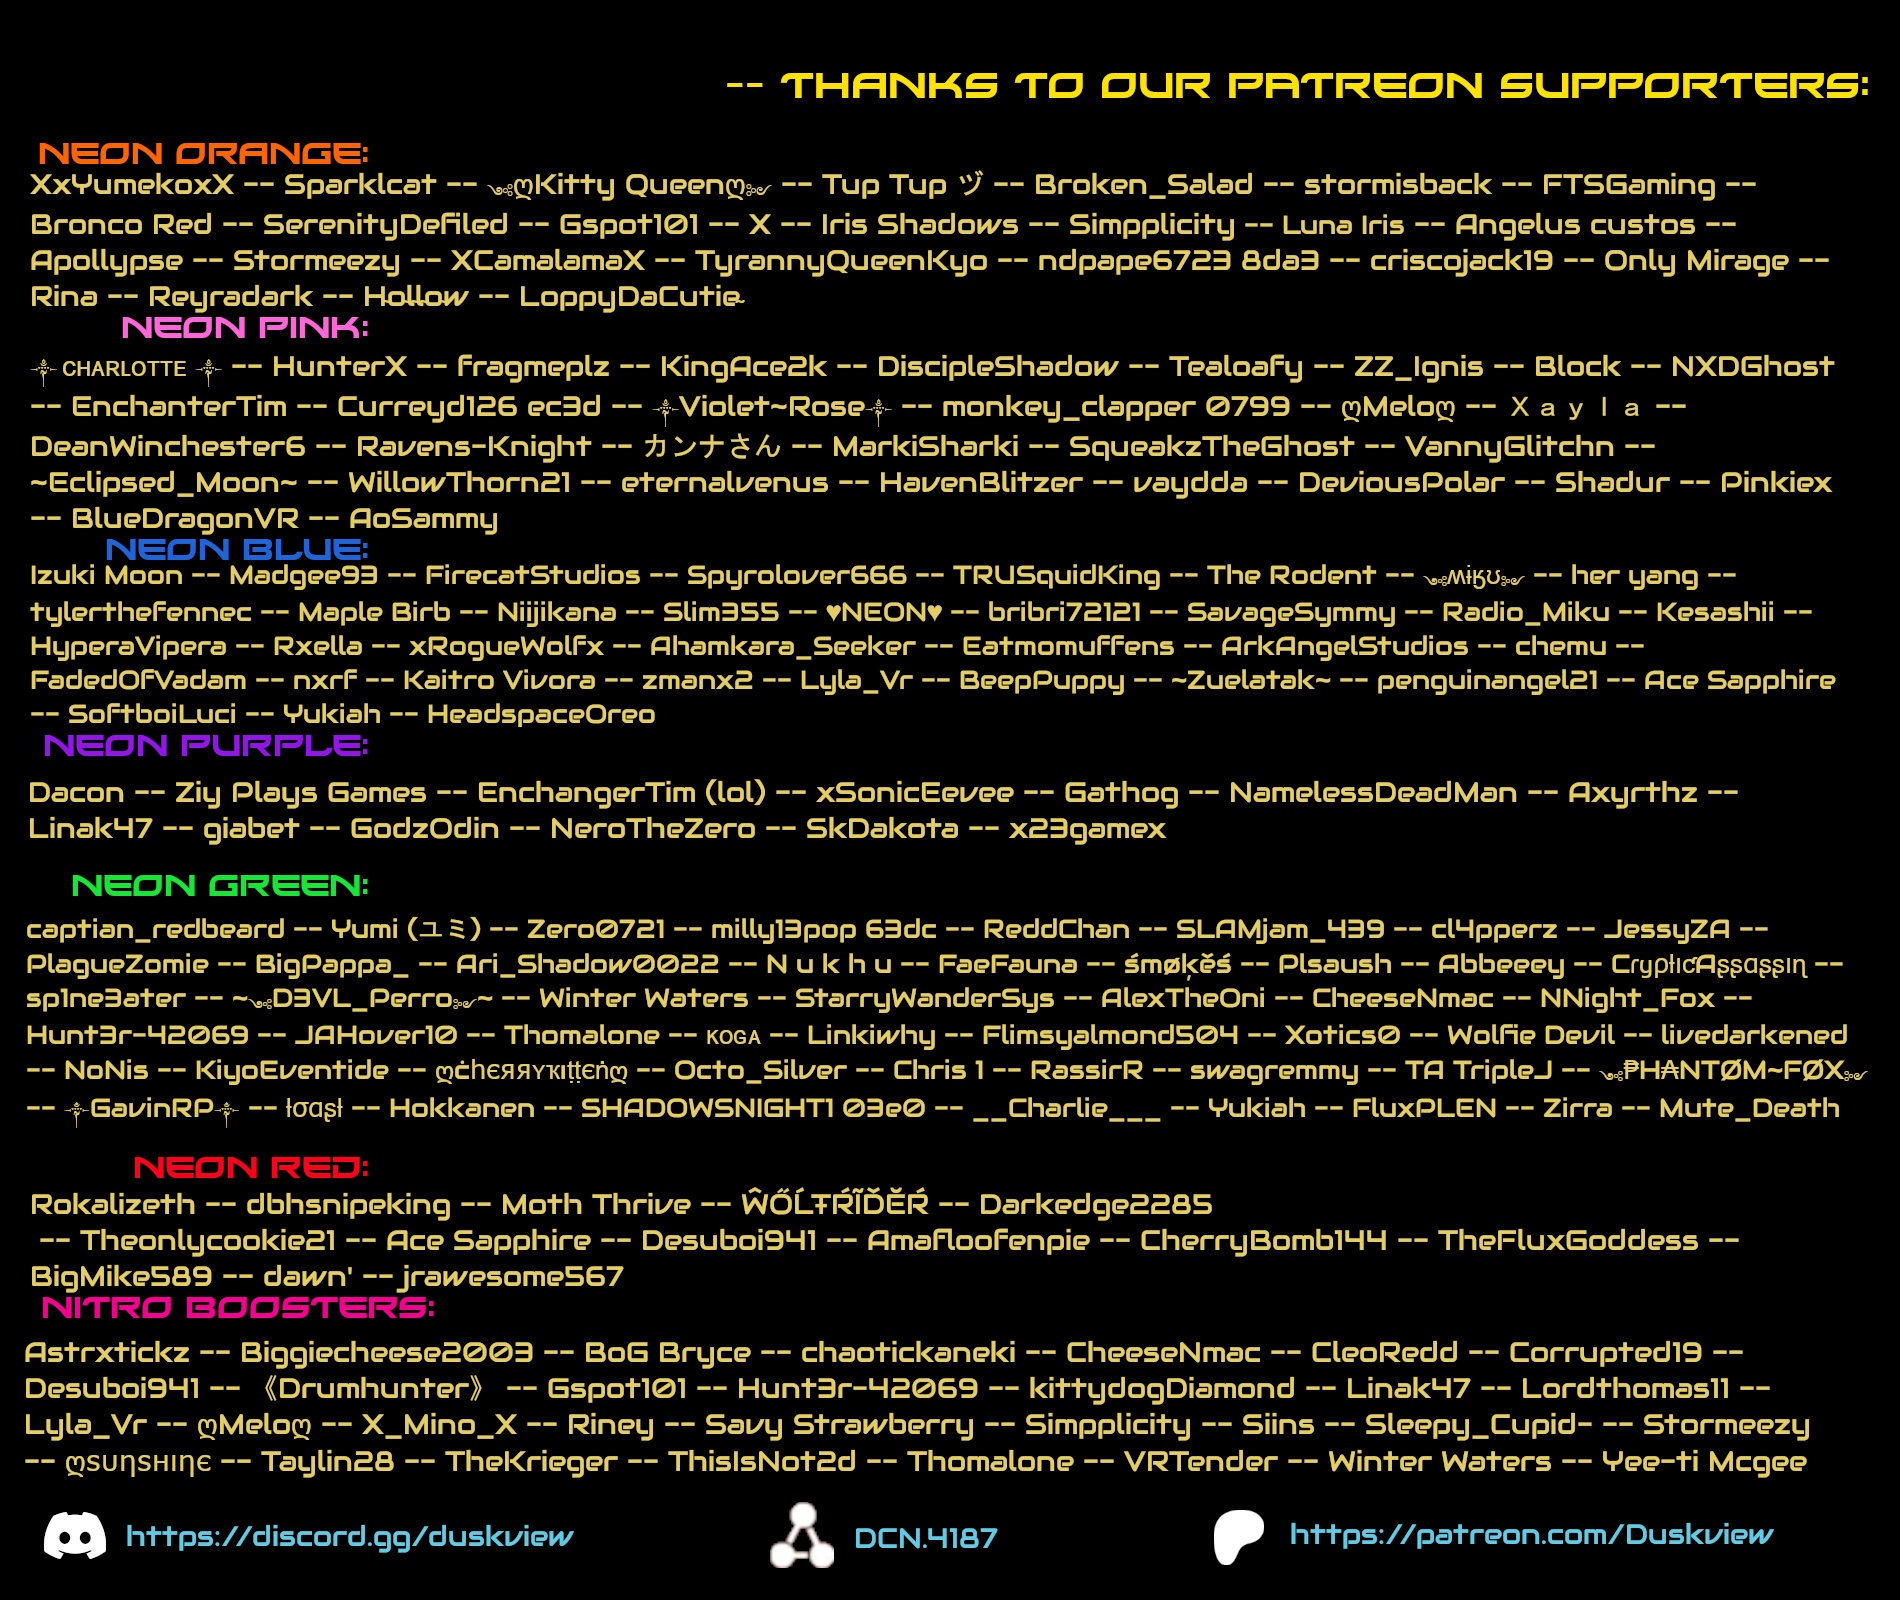 -- THANKS TO OUR PATREON SUPPORTERS:
NEON ORANGE:
XxYumekoxX -- Sparklcat -- ༺ღKitty Queenღ༻ -- Tup Tup ヅ -- Broken_Salad -- stormisback -- FTSGaming --
Bronco Red -- SerenityDefiled -- Gspot101 -- X -- Iris Shadows -- Simpplicity -- Luna Iris -- Angelus custos --
Apollypse -- Stormeezy -- XCamalamaX -- TyrannyQueenKyo -- ndpape6723 8da3 -- criscojack19 -- Only Mirage --
Rina -- Reyradark -- H̴o̴l̴l̴o̴w̴ -- LoppyDaCutie
NEON PINK:
⸸ ᴄʜᴀʀʟᴏᴛᴛᴇ ⸸ -- HunterX -- fragmeplz -- KingAce2k -- DiscipleShadow -- Tealoafy -- ZZ_Ignis -- Block -- NXDGhost
-- EnchanterTim -- Curreyd126 ec3d -- ⸸Violet~Rose⸸ -- monkey_clapper 0799 -- ღMeloღ -- Ｘａｙｌａ --
DeanWinchester6 -- Ravens-Knight -- カンナさん -- MarkiSharki -- SqueakzTheGhost -- VannyGlitchn --
~Eclipsed_Moon~ -- WillowThorn21 -- eternalvenus -- HavenBlitzer -- vaydda -- DeviousPolar -- Shadur -- Pinkiex
-- BlueDragonVR -- AoSammy
NEON BLUE:
Izuki Moon -- Madgee93 -- FirecatStudios -- Spyrolover666 -- TRUSquidKing -- The Rodent -- ༺ʍɨӄʊ༻ -- her yang --
tylerthefennec -- Maple Birb -- Niijikana -- Slim355 -- ♥NEON♥ -- bribri72121 -- SavageSymmy -- Radio_Miku -- Kesashii --
HyperaVipera -- Rxella -- xRogueWolfx -- Ahamkara_Seeker -- Eatmomuffens -- ArkAngelStudios -- chemu --
FadedOfVadam -- nxrf -- Kaitro Vivora -- zmanx2 -- Lyla_Vr -- BeepPuppy -- ~Zuelatak~ -- penguinangel21 -- Ace Sapphire
-- SoftboiLuci -- Yukiah -- HeadspaceOreo
NEON PURPLE:
Dacon -- Ziy Plays Games -- EnchangerTim (lol) -- xSonicEevee -- Gathog -- NamelessDeadMan -- Axyrthz --
Linak47 -- giabet -- GodzOdin -- NeroTheZero -- SkDakota -- x23gamex
NEON GREEN:
captian_redbeard -- Yumi (ユミ) -- Zero0721 -- milly13pop 63dc -- ReddChan -- SLAMjam_439 -- cl4pperz -- JessyZA --
PlagueZomie -- BigPappa_ -- Ari_Shadow0022 -- N u k h u -- FaeFauna -- śmøķěś -- Plsaush -- Abbeeey -- CɾყρƚιƈAʂʂαʂʂιɳ --
sp1ne3ater -- ~༺D3VL_Perro༻~ -- Winter Waters -- StarryWanderSys -- AlexTheOni -- CheeseNmac -- NNight_Fox --
Hunt3r-42069 -- JAHover10 -- Thomalone -- ᴋᴏɢᴀ -- Linkiwhy -- Flimsyalmond504 -- Xotics0 -- Wolfie Devil -- livedarkened
-- NoNis -- KiyoEventide -- ღċһєяяʏҡıṭṭєṅღ -- Octo_Silver -- Chris 1 -- RassirR -- swagremmy -- TA TripleJ -- ༺₱H₳NTØM~FØX༻
-- ⸸GavinRP⸸ -- ƚσαʂƚ -- Hokkanen -- SHADOWSNIGHT1 03e0 -- __Charlie___ -- Yukiah -- FluxPLEN -- Zirra -- Mute_Death
NEON RED:
Rokalizeth -- dbhsnipeking -- Moth Thrive -- ŴŐĹŦŔĨĎĔŔ -- Darkedge2285
-- Theonlycookie21 -- Ace Sapphire -- Desuboi941 -- Amafloofenpie -- CherryBomb144 -- TheFluxGoddess --
BigMike589 -- dawn' -- jrawesome567
NITRO BOOSTERS:
Astrxtickz -- Biggiecheese2003 -- BoG Bryce -- chaotickaneki -- CheeseNmac -- CleoRedd -- Corrupted19 --
Desuboi941 -- 《Drumhunter》 -- Gspot101 -- Hunt3r-42069 -- kittydogDiamond -- Linak47 -- Lordthomas11 --
Lyla_Vr -- ღMeloღ -- X_Mino_X -- Riney -- Savy Strawberry -- Simpplicity -- Siins -- Sleepy_Cupid- -- Stormeezy
-- ღѕυηѕнιηє -- Taylin28 -- TheKrieger -- ThisIsNot2d -- Thomalone -- VRTender -- Winter Waters -- Yee-ti Mcgee
https://discord.gg/duskview
DCN.4187
https://patreon.com/Duskview